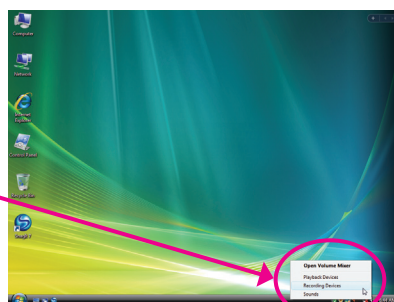 Computer
Network
Internet
Explorer
Control Panel
Recycle Bin
Open Volume Mixer
Playback Devices
Recording Devices
Sounds